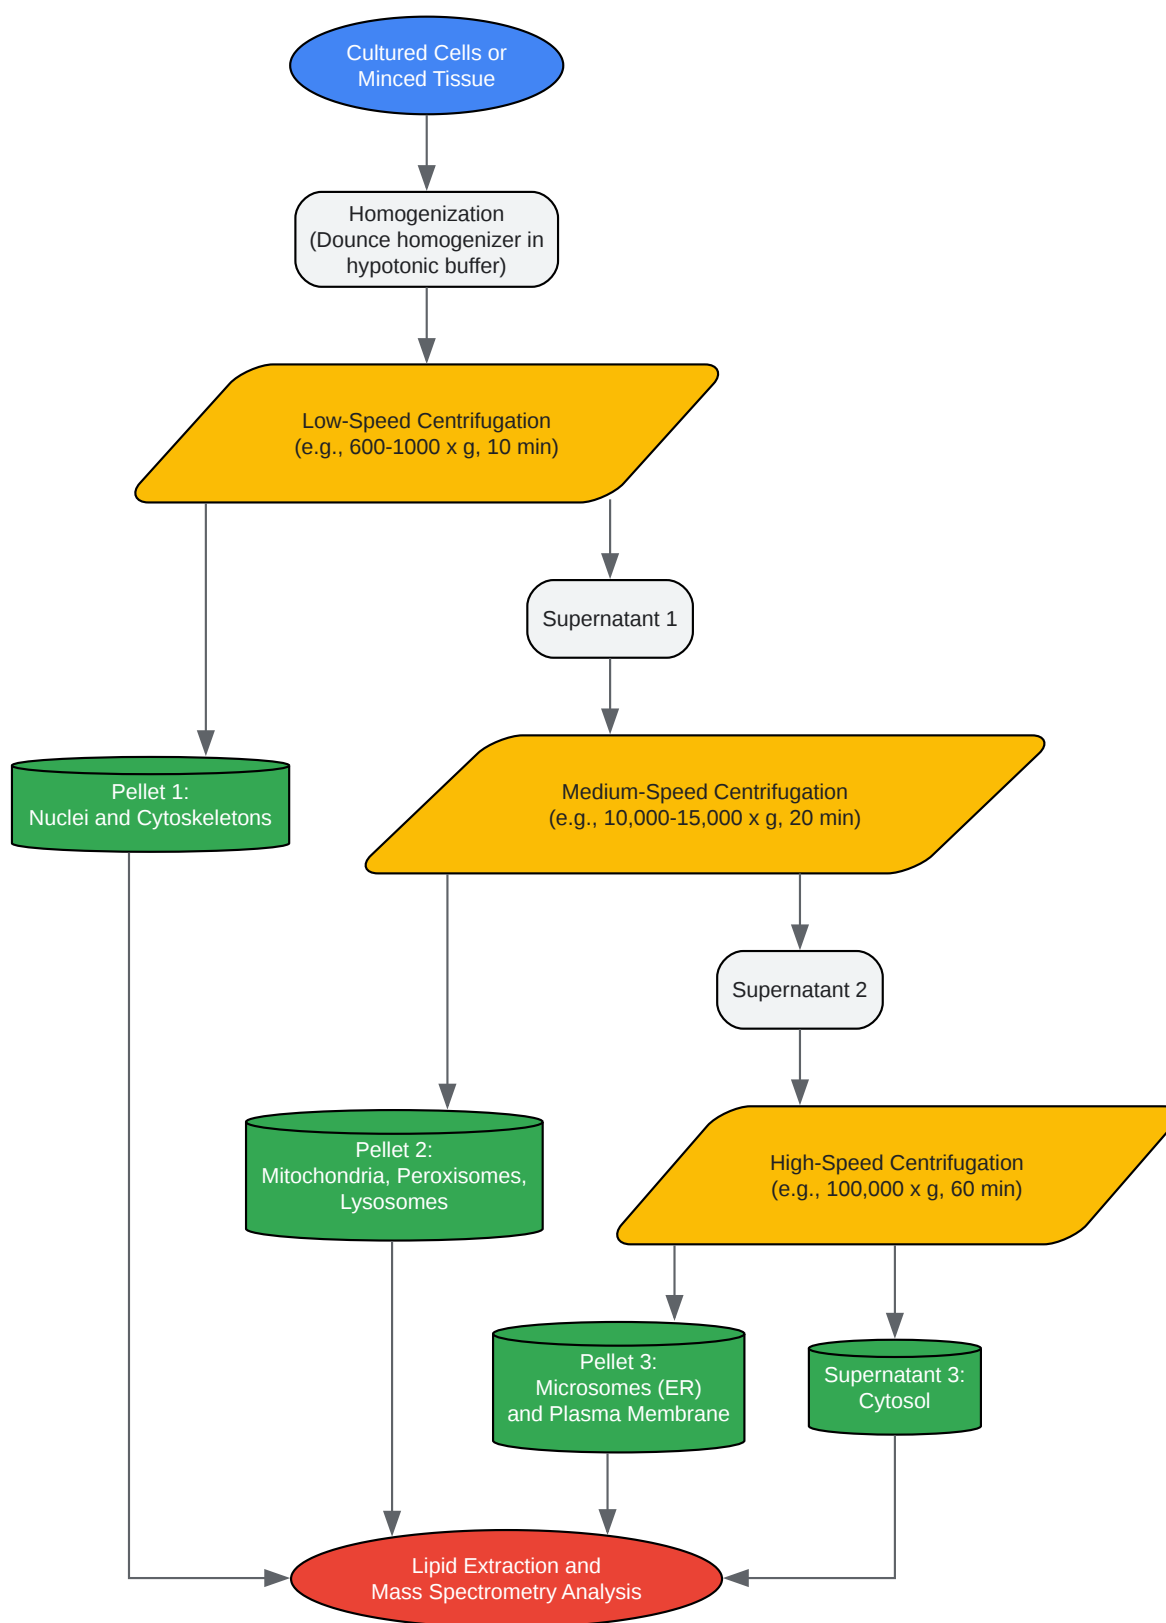 Cultured Cells or
Minced Tissue
Homogenization
(Dounce homogenizer in
hypotonic buffer)
Low-Speed Centrifugation
(e.g., 600-1000 x g, 10 min)
Supernatant 1
Pellet 1:
Nuclei and Cytoskeletons
Medium-Speed Centrifugation
(e.g., 10,000-15,000 x g, 20 min)
Supernatant 2
Pellet 2:
Mitochondria, Peroxisomes,
Lysosomes
High-Speed Centrifugation
(e.g., 100,000 x g, 60 min)
Pellet 3:
Microsomes (ER)
and Plasma Membrane
Supernatant 3:
Cytosol
Lipid Extraction and
Mass Spectrometry Analysis